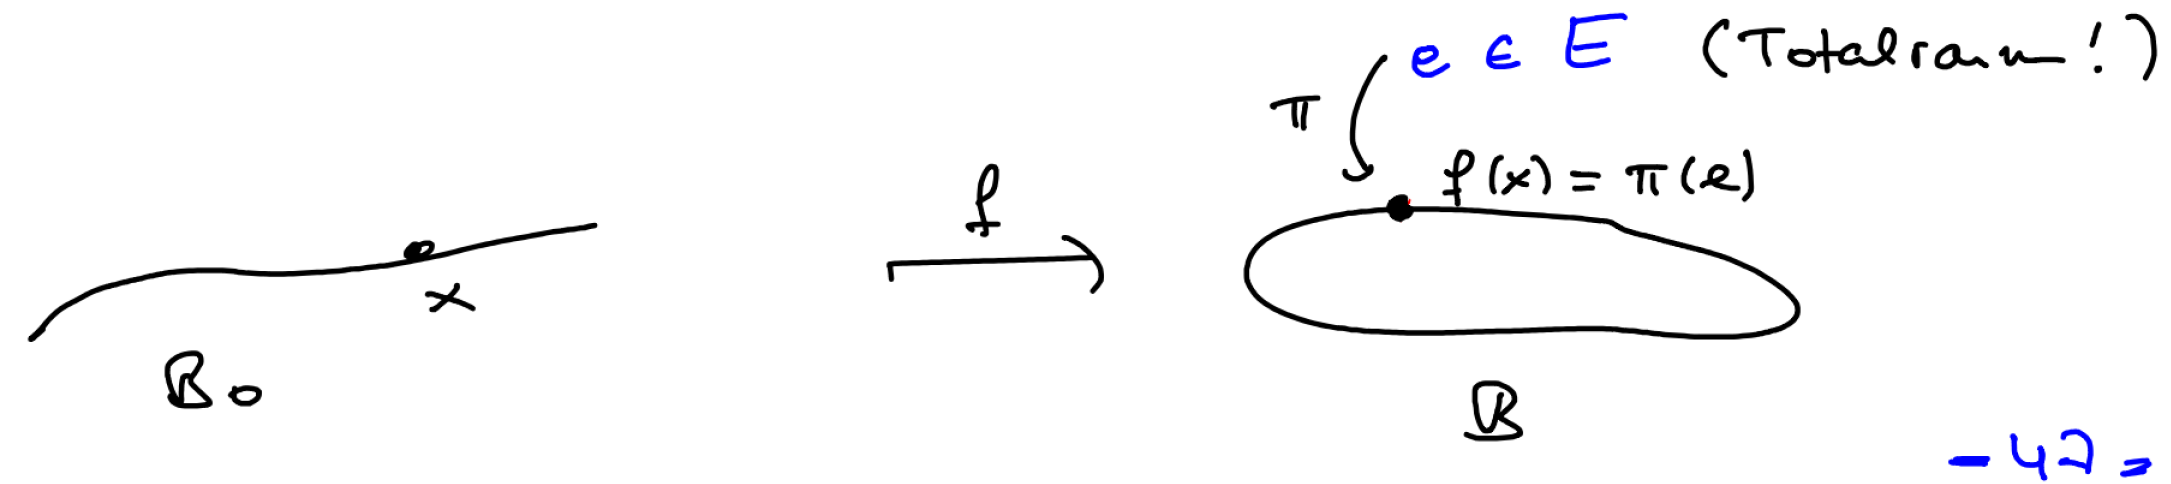 e ∈ E (Totalraum!)
π
f(x) = π(e)
f
x
B₀
B
- 42 -